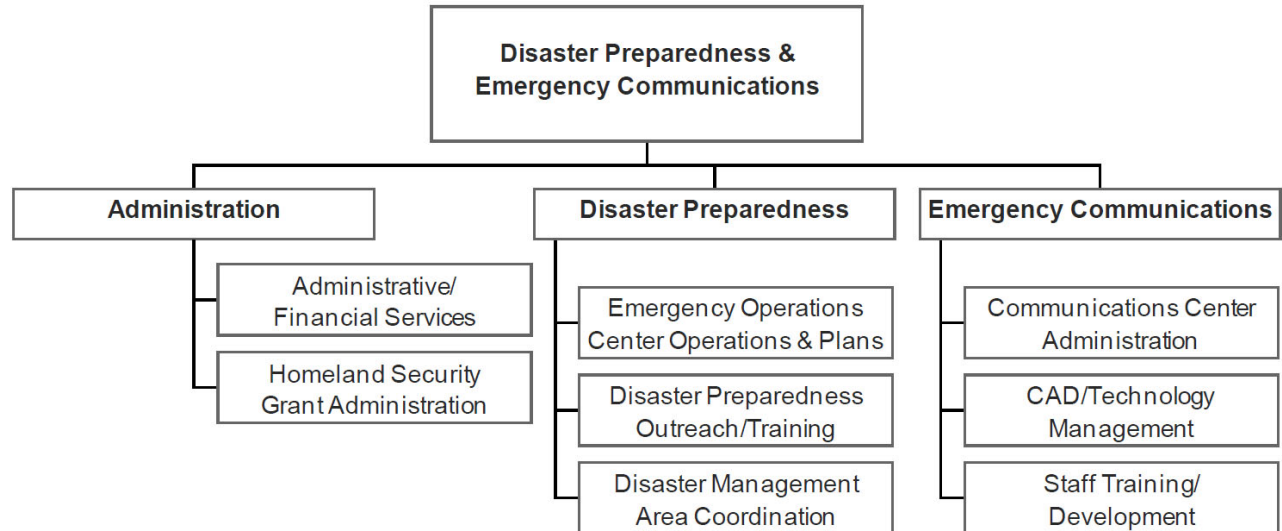 Disaster Preparedness &
Emergency Communications
Administration
Disaster Preparedness
Emergency Communications
Administrative/
Financial Services
Homeland Security
Grant Administration
Emergency Operations
Center Operations & Plans
Disaster Preparedness
Outreach/Training
Disaster Management
Area Coordination
Communications Center
Administration
CAD/Technology
Management
Staff Training/
Development